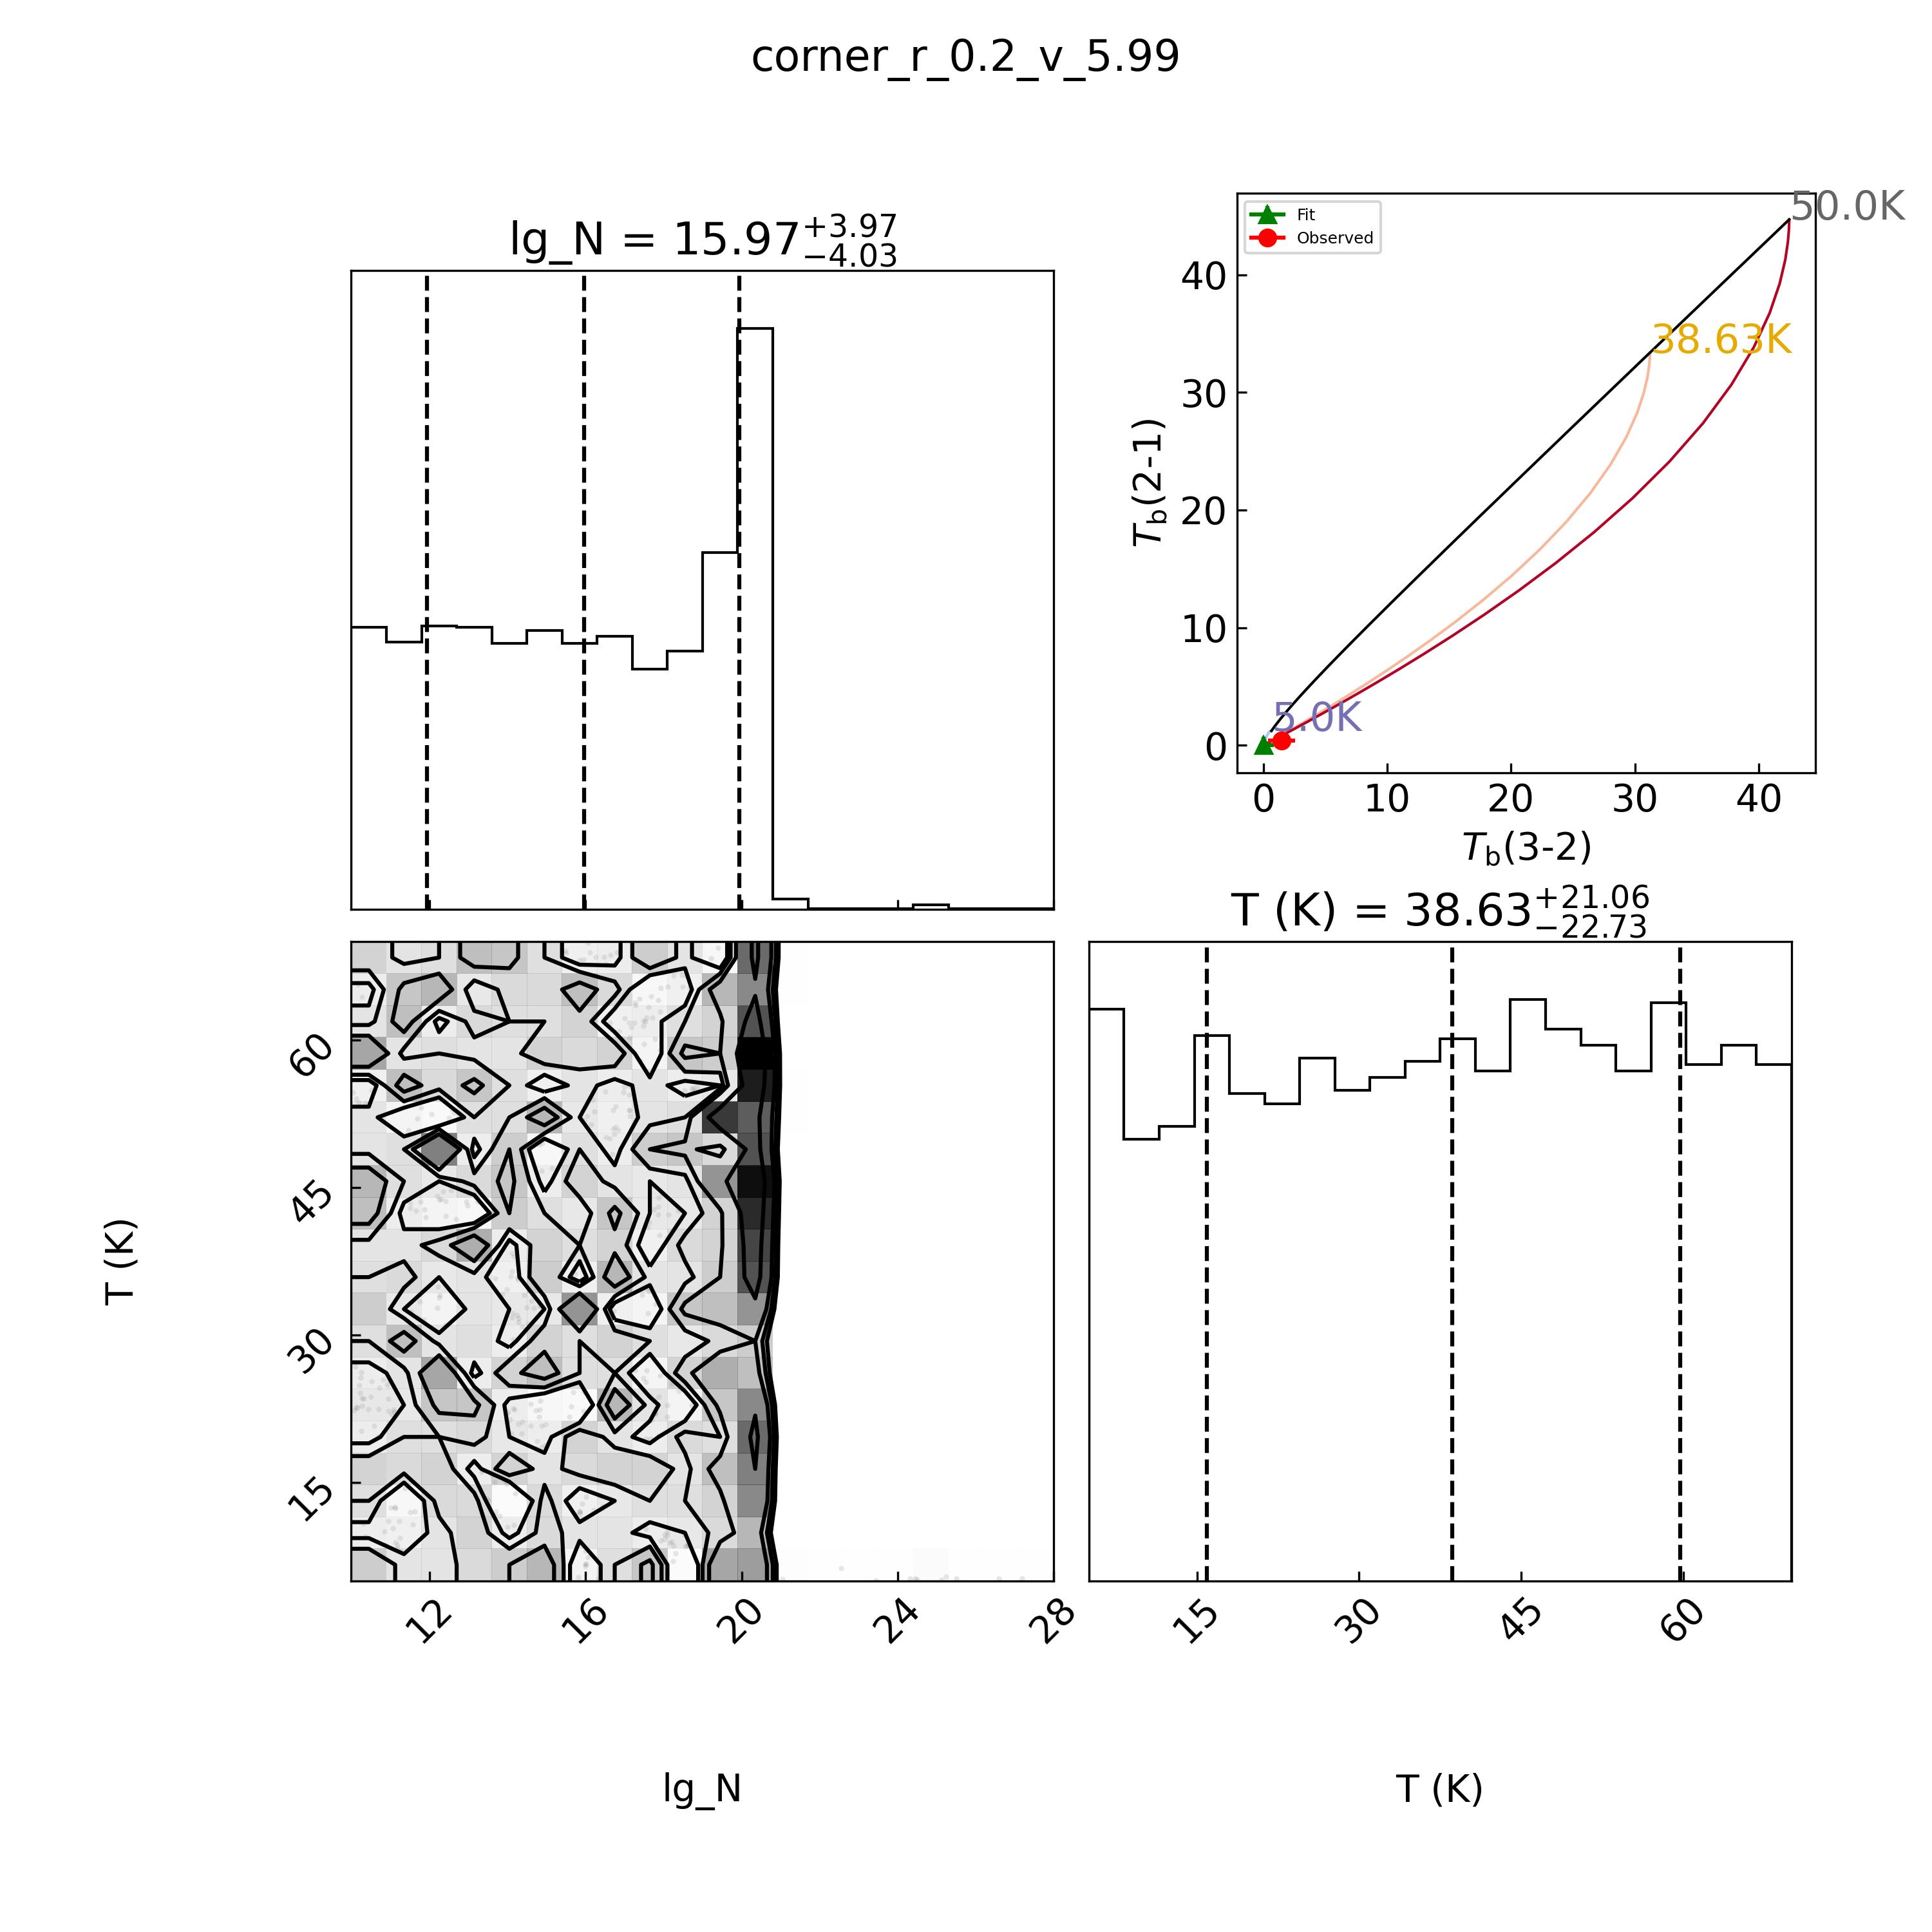 corner_r_0.2_v_5.99
lg_N = 15.97 +3.97 −4.03
50.0K
Fit
Observed
38.63K
5.0K
40
30
20
10
0
T_b(2-1)
0 10 20 30 40
T_b(3-2)
T (K) = 38.63 +21.06 −22.73
60
45
30
15
T (K)
12 16 20 24 28
15 30 45 60
lg_N
T (K)